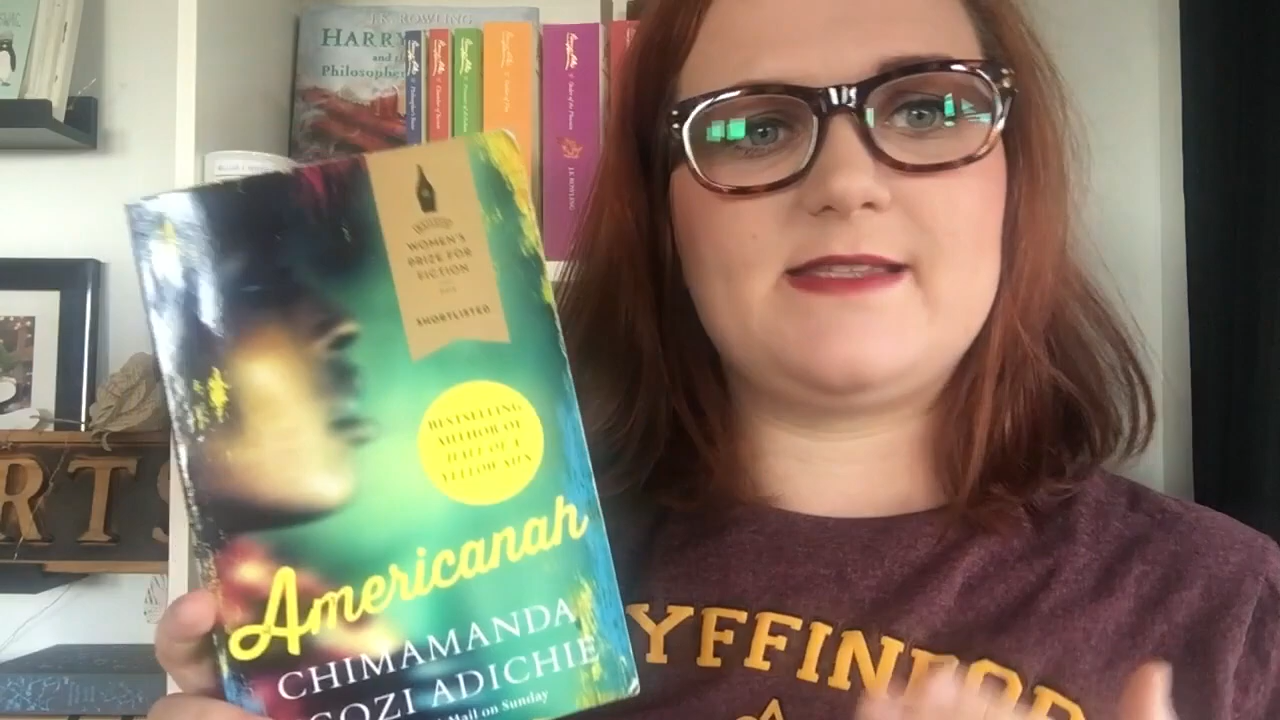 J.K. ROWLING
HARRY
and the
Philosopher
J.K. ROWLING
WOMEN'S
PRIZE FOR
FICTION
SHORTLISTED
BESTSELLING
AUTHOR OF
HALF OF A
YELLOW SUN
Americanah
CHIMAMANDA
GOZI ADICHIE
Mail on Sunday
RTS
YFFINDOR